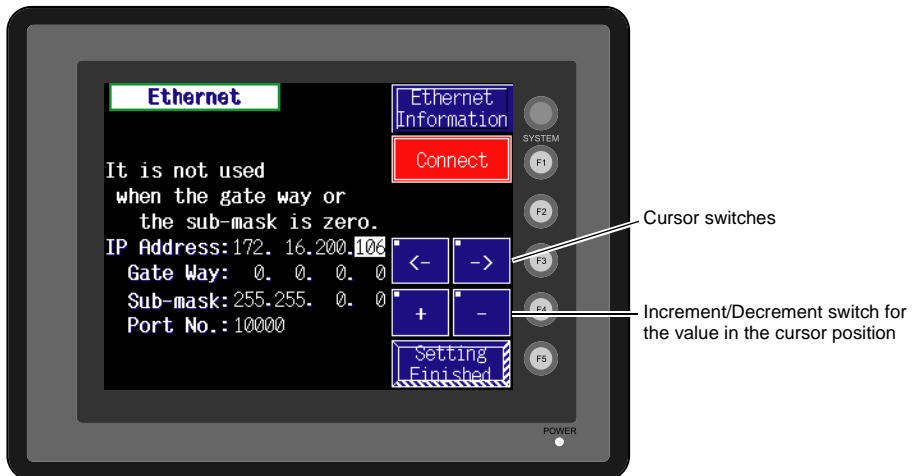 Ethernet
Ethernet
Information
SYSTEM
Connect
F1
It is not used
when the gate way or
the sub-mask is zero.
F2
Cursor switches
IP Address:172. 16.200.106
<-
->
F3
Gate Way: 0. 0. 0. 0
Sub-mask:255.255. 0. 0
+
-
F4
Increment/Decrement switch for
the value in the cursor position
Port No.:10000
Setting
Finished
F5
POWER